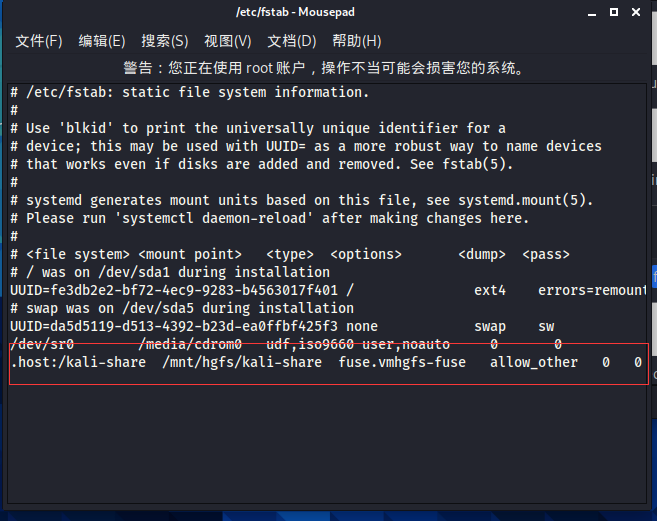 /etc/fstab - Mousepad
文件(F) 编辑(E) 搜索(S) 视图(V) 文档(D) 帮助(H)
警告：您正在使用 root 账户，操作不当可能会损害您的系统。
# /etc/fstab: static file system information.
#
# Use 'blkid' to print the universally unique identifier for a
# device; this may be used with UUID= as a more robust way to name devices
# that works even if disks are added and removed. See fstab(5).
#
# systemd generates mount units based on this file, see systemd.mount(5).
# Please run 'systemctl daemon-reload' after making changes here.
#
# <file system> <mount point>   <type>  <options>       <dump>  <pass>
# / was on /dev/sda1 during installation
UUID=fe3db2e2-bf72-4ec9-9283-b4563017f401 /               ext4    errors=remount
# swap was on /dev/sda5 during installation
UUID=da5d5119-d513-4392-b23d-ea0ffbf425f3 none            swap    sw
/dev/sr0        /media/cdrom0   udf,iso9660 user,noauto     0       0
.host:/kali-share  /mnt/hgfs/kali-share  fuse.vmhgfs-fuse   allow_other   0   0